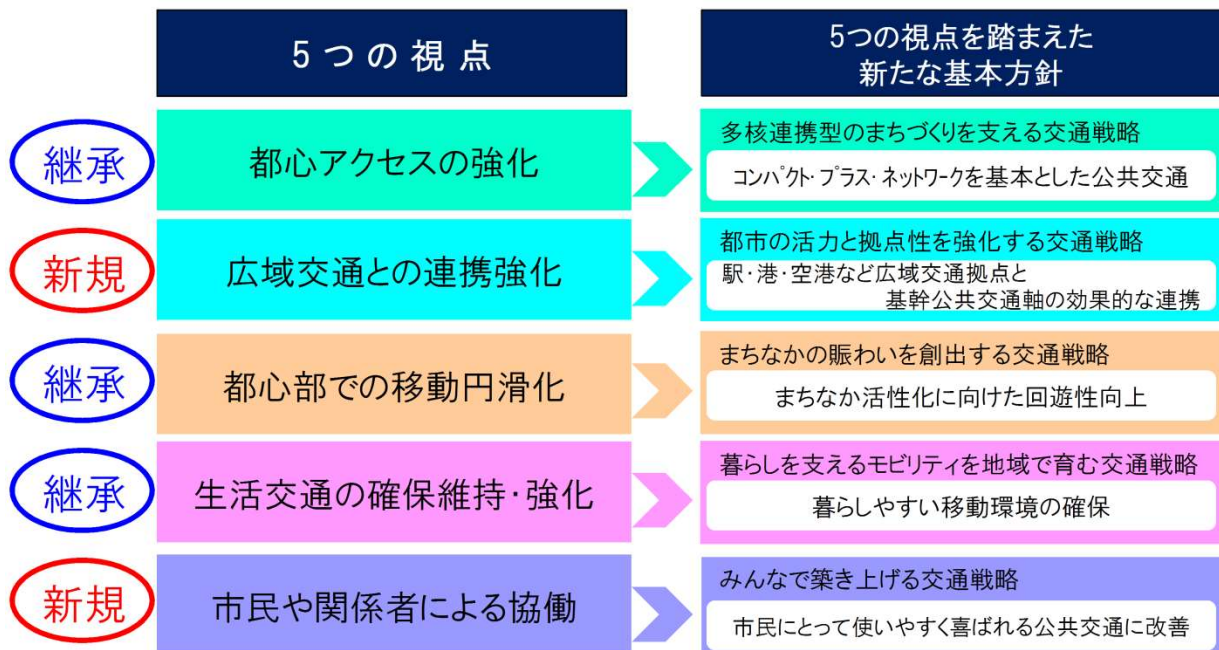 5つの視点
5つの視点を踏まえた
新たな基本方針
継承
都心アクセスの強化
多核連携型のまちづくりを支える交通戦略
コンパクト・プラス・ネットワークを基本とした公共交通
新規
広域交通との連携強化
都市の活力と拠点性を強化する交通戦略
駅・港・空港など広域交通拠点と
基幹公共交通軸の効果的な連携
継承
都心部での移動円滑化
まちなかの賑わいを創出する交通戦略
まちなか活性化に向けた回遊性向上
継承
生活交通の確保維持・強化
暮らしを支えるモビリティを地域で育む交通戦略
暮らしやすい移動環境の確保
新規
市民や関係者による協働
みんなで築き上げる交通戦略
市民にとって使いやすく喜ばれる公共交通に改善